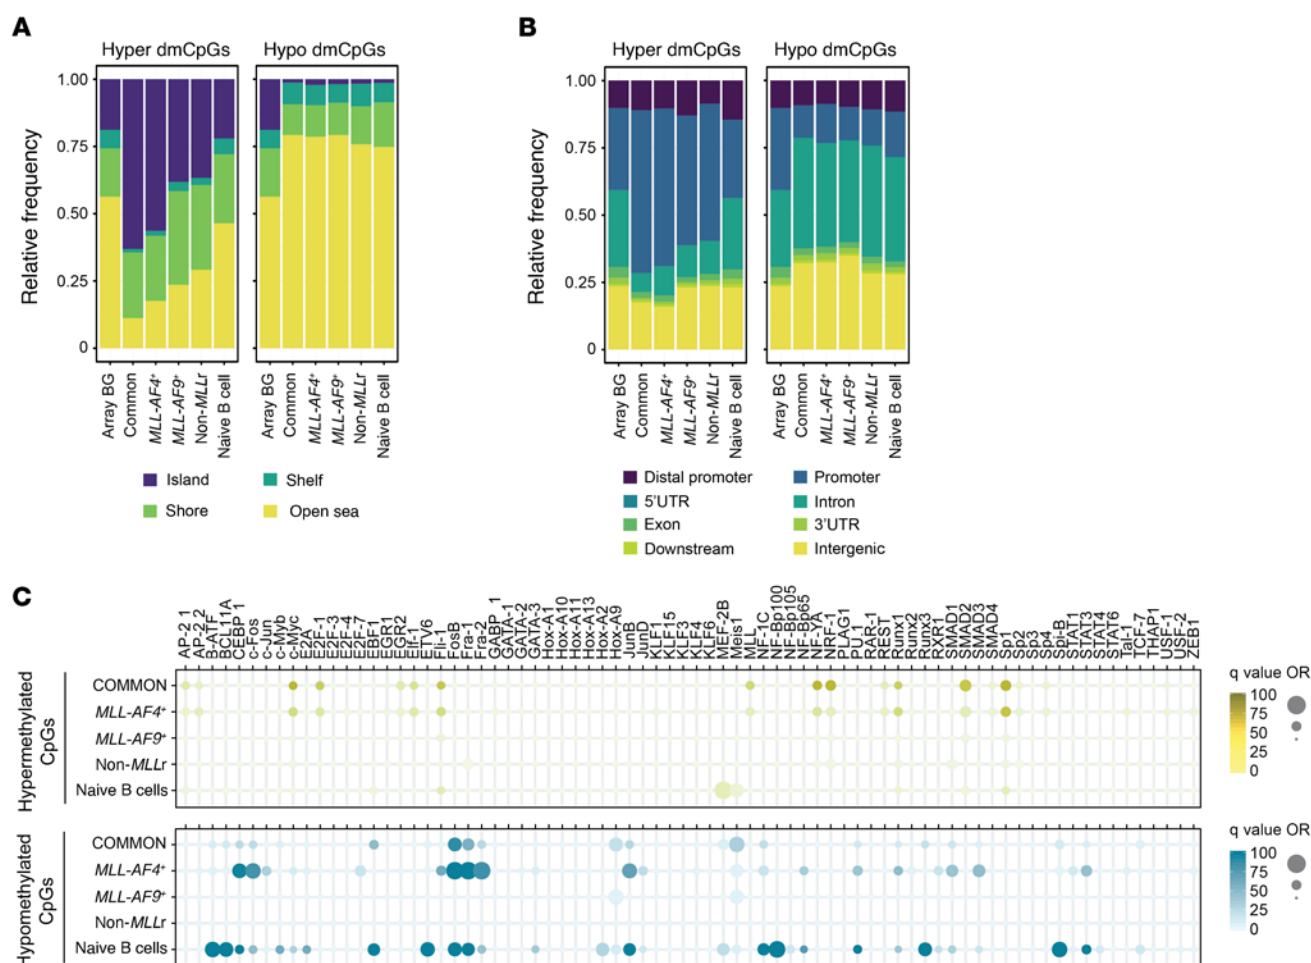 A
Hyper dmCpGs
Hypo dmCpGs
Relative frequency
1.00
0.75
0.50
0.25
0
Array BG
Common
MLL-AF4+
MLL-AF9+
Non-MLLr
Naive B cell
Array BG
Common
MLL-AF4+
MLL-AF9+
Non-MLLr
Naive B cell
Island
Shelf
Shore
Open sea
B
Hyper dmCpGs
Hypo dmCpGs
Relative frequency
1.00
0.75
0.50
0.25
0
Array BG
Common
MLL-AF4+
MLL-AF9+
Non-MLLr
Naive B cell
Array BG
Common
MLL-AF4+
MLL-AF9+
Non-MLLr
Naive B cell
Distal promoter
Promoter
5'UTR
Intron
Exon
3'UTR
Downstream
Intergenic
C
AP-2 1
AP-2 2
B-ATF
BCL11A
CEBP 1
c-Fos
c-Jun
c-Myb
c-Myc
E2A
E2F-1
E2F-3
E2F-4
E2F-7
EBF1
EGR1
EGR2
Elf-1
ETV6
Fli-1
FosB
Fra-1
Fra-2
GABP 1
GATA-1
GATA-2
GATA-3
Hox-A1
Hox-A10
Hox-A11
Hox-A13
Hox-A2
Hox-A9
JunB
JunD
KLF1
KLF15
KLF3
KLF4
KLF6
MEF-2B
Meis1
MLL
NF-1C
NF-Bp100
NF-Bp105
NF-Bp65
NF-YA
NRF-1
PLAG1
PU.1
RAR-1
REST
Runx1
Runx2
Runx3
RXR1
SMAD1
SMAD2
SMAD3
SMAD4
Sp1
Sp2
Sp3
Sp4
Spi-B
STAT1
STAT3
STAT4
STAT6
Tal-1
TCF-7
THAP1
USF-1
USF-2
ZEB1
Hypermethylated
CpGs
COMMON
MLL-AF4+
MLL-AF9+
Non-MLLr
Naive B cells
q value OR
100
75
50
25
0
Hypomethylated
CpGs
COMMON
MLL-AF4+
MLL-AF9+
Non-MLLr
Naive B cells
q value OR
100
75
50
25
0